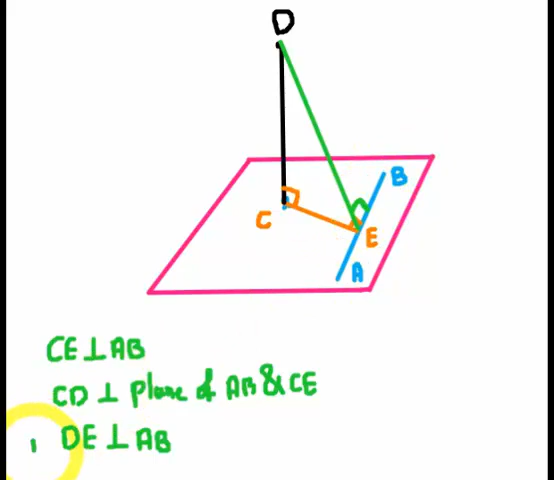 D
B
C
E
A
CE⊥AB
CD ⊥ plane of AB & CE
DE ⊥ AB